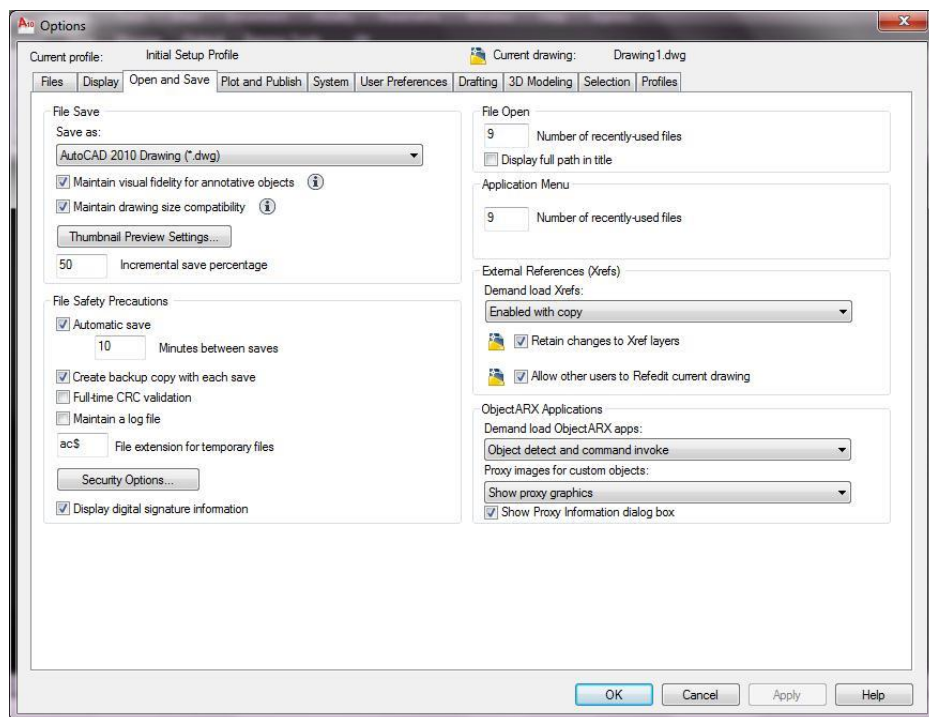 A10 Options
Current profile: Initial Setup Profile Current drawing: Drawing1.dwg
Files Display Open and Save Plot and Publish System User Preferences Drafting 3D Modeling Selection Profiles
File Save
Save as:
AutoCAD 2010 Drawing (*.dwg)
Maintain visual fidelity for annotative objects
Maintain drawing size compatibility
Thumbnail Preview Settings...
50 Incremental save percentage
File Safety Precautions
Automatic save
10 Minutes between saves
Create backup copy with each save
Full-time CRC validation
Maintain a log file
ac$ File extension for temporary files
Security Options...
Display digital signature information
File Open
9 Number of recently-used files
Display full path in title
Application Menu
9 Number of recently-used files
External References (Xrefs)
Demand load Xrefs:
Enabled with copy
Retain changes to Xref layers
Allow other users to Refedit current drawing
ObjectARX Applications
Demand load ObjectARX apps:
Object detect and command invoke
Proxy images for custom objects:
Show proxy graphics
Show Proxy Information dialog box
OK Cancel Apply Help